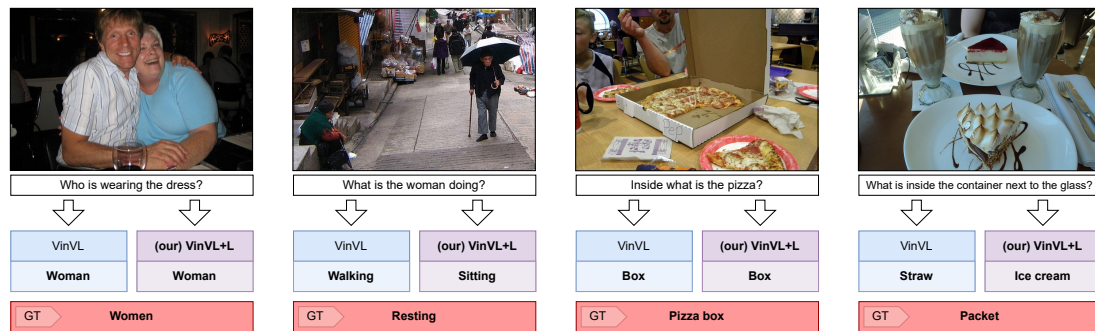 Who is wearing the dress?
VinVL
(our) VinVL+L
Woman
Woman
GT
Women
What is the woman doing?
VinVL
(our) VinVL+L
Walking
Sitting
GT
Resting
Inside what is the pizza?
VinVL
(our) VinVL+L
Box
Box
GT
Pizza box
What is inside the container next to the glass?
VinVL
(our) VinVL+L
Straw
Ice cream
GT
Packet